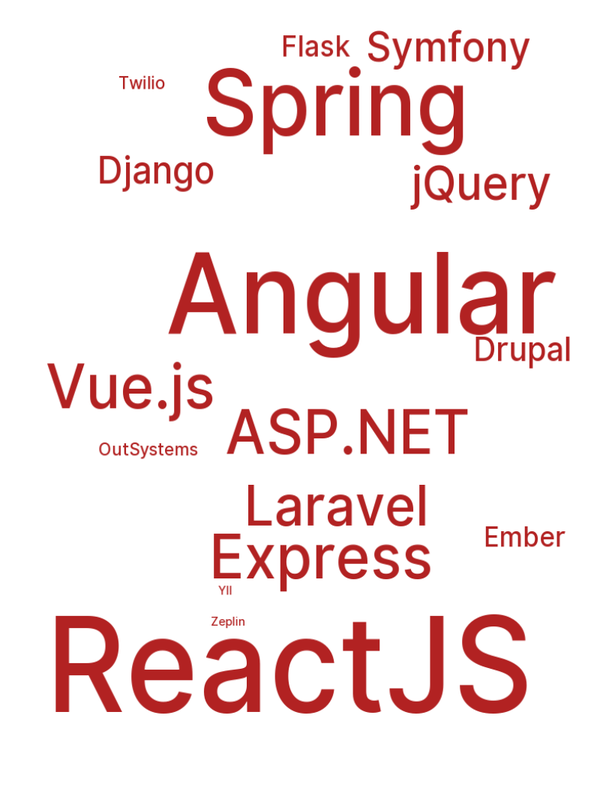 Flask Symfony
Twilio
Spring
Django
jQuery
Angular
Drupal
Vue.js
ASP.NET
OutSystems
Laravel
Ember
Express
YII
Zeplin
ReactJS